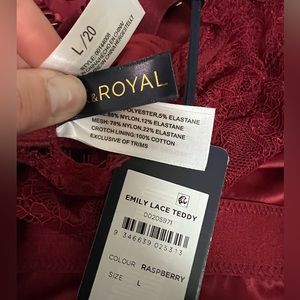 L / 20
&ROYAL
POLYESTER, 5% ELASTANE
NYLON, 12% ELASTANE
MESH: 78% NYLON, 22% ELASTANE
CROTCH LINING: 100% COTTON
EXCLUSIVE OF TRIMS
EMILY LACE TEDDY
00205971
9 346639 025313
COLOUR RASPBERRY
SIZE L